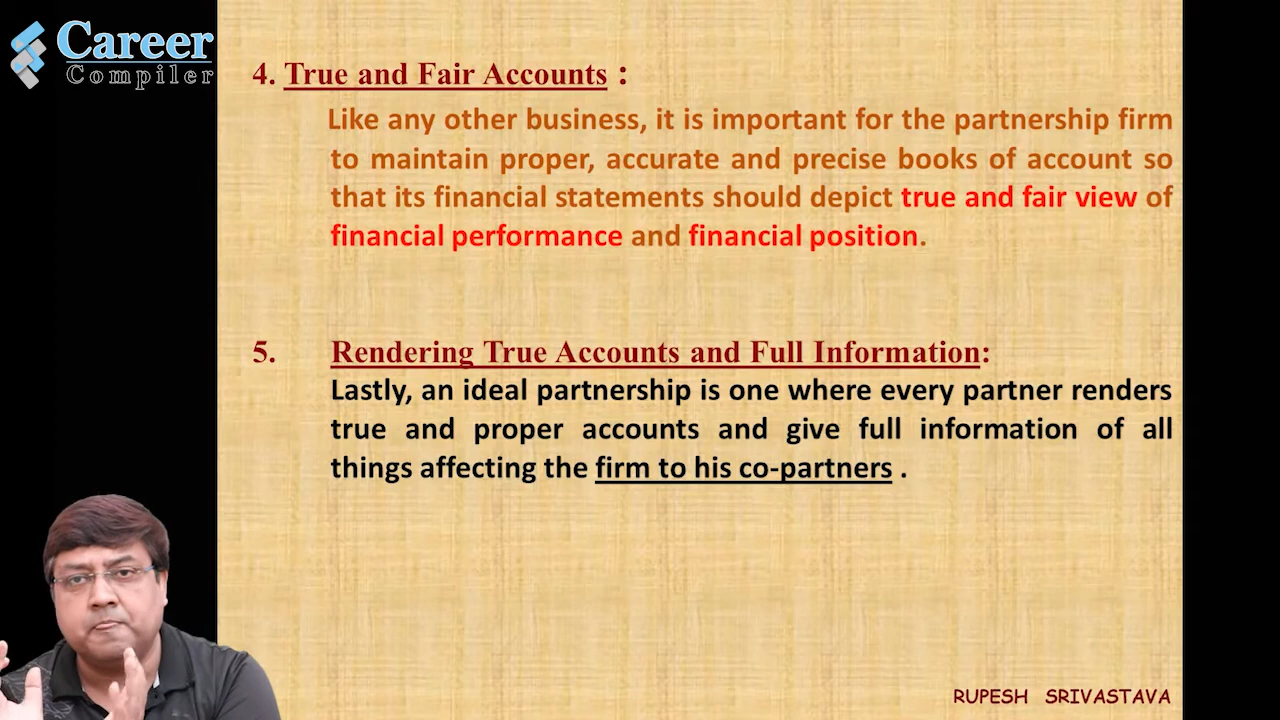 Career
Compiler
4. True and Fair Accounts :
Like any other business, it is important for the partnership firm
to maintain proper, accurate and precise books of account so
that its financial statements should depict true and fair view of
financial performance and financial position.
5. Rendering True Accounts and Full Information:
Lastly, an ideal partnership is one where every partner renders
true and proper accounts and give full information of all
things affecting the firm to his co-partners .
RUPESH SRIVASTAVA